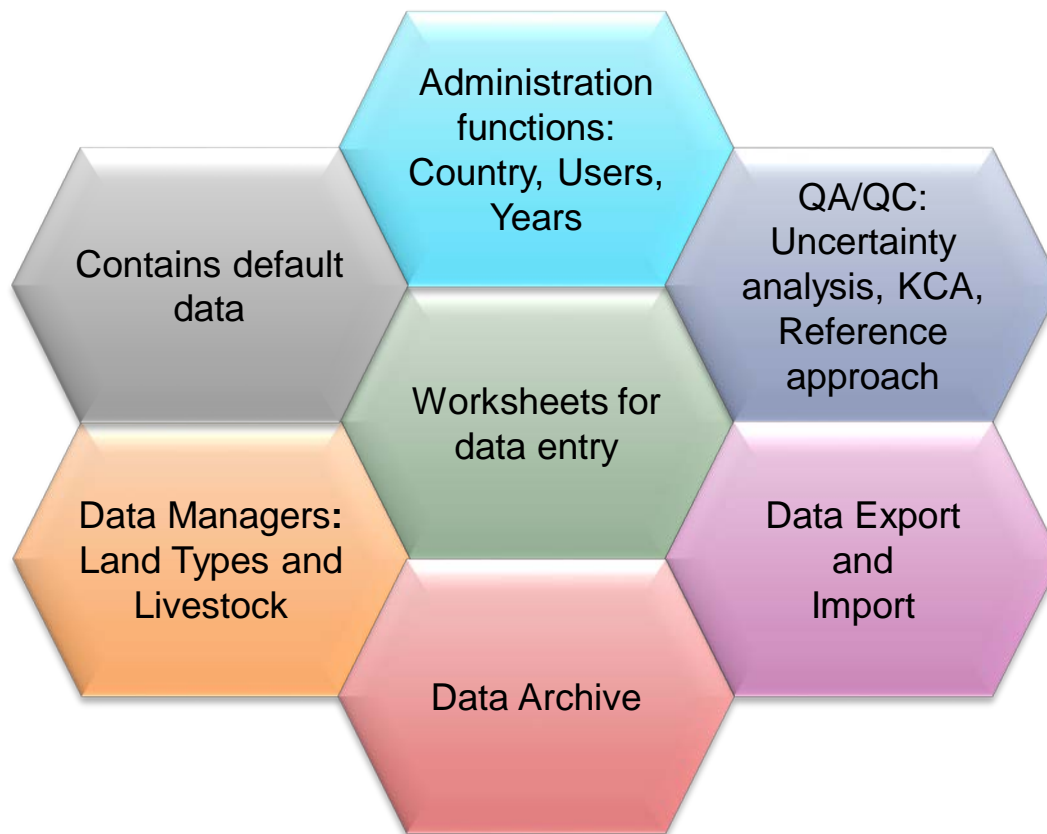 Administration
functions:
Country, Users,
Years
Contains default
data
QA/QC:
Uncertainty
analysis, KCA,
Reference
approach
Worksheets for
data entry
Data Managers:
Land Types and
Livestock
Data Export
and
Import
Data Archive